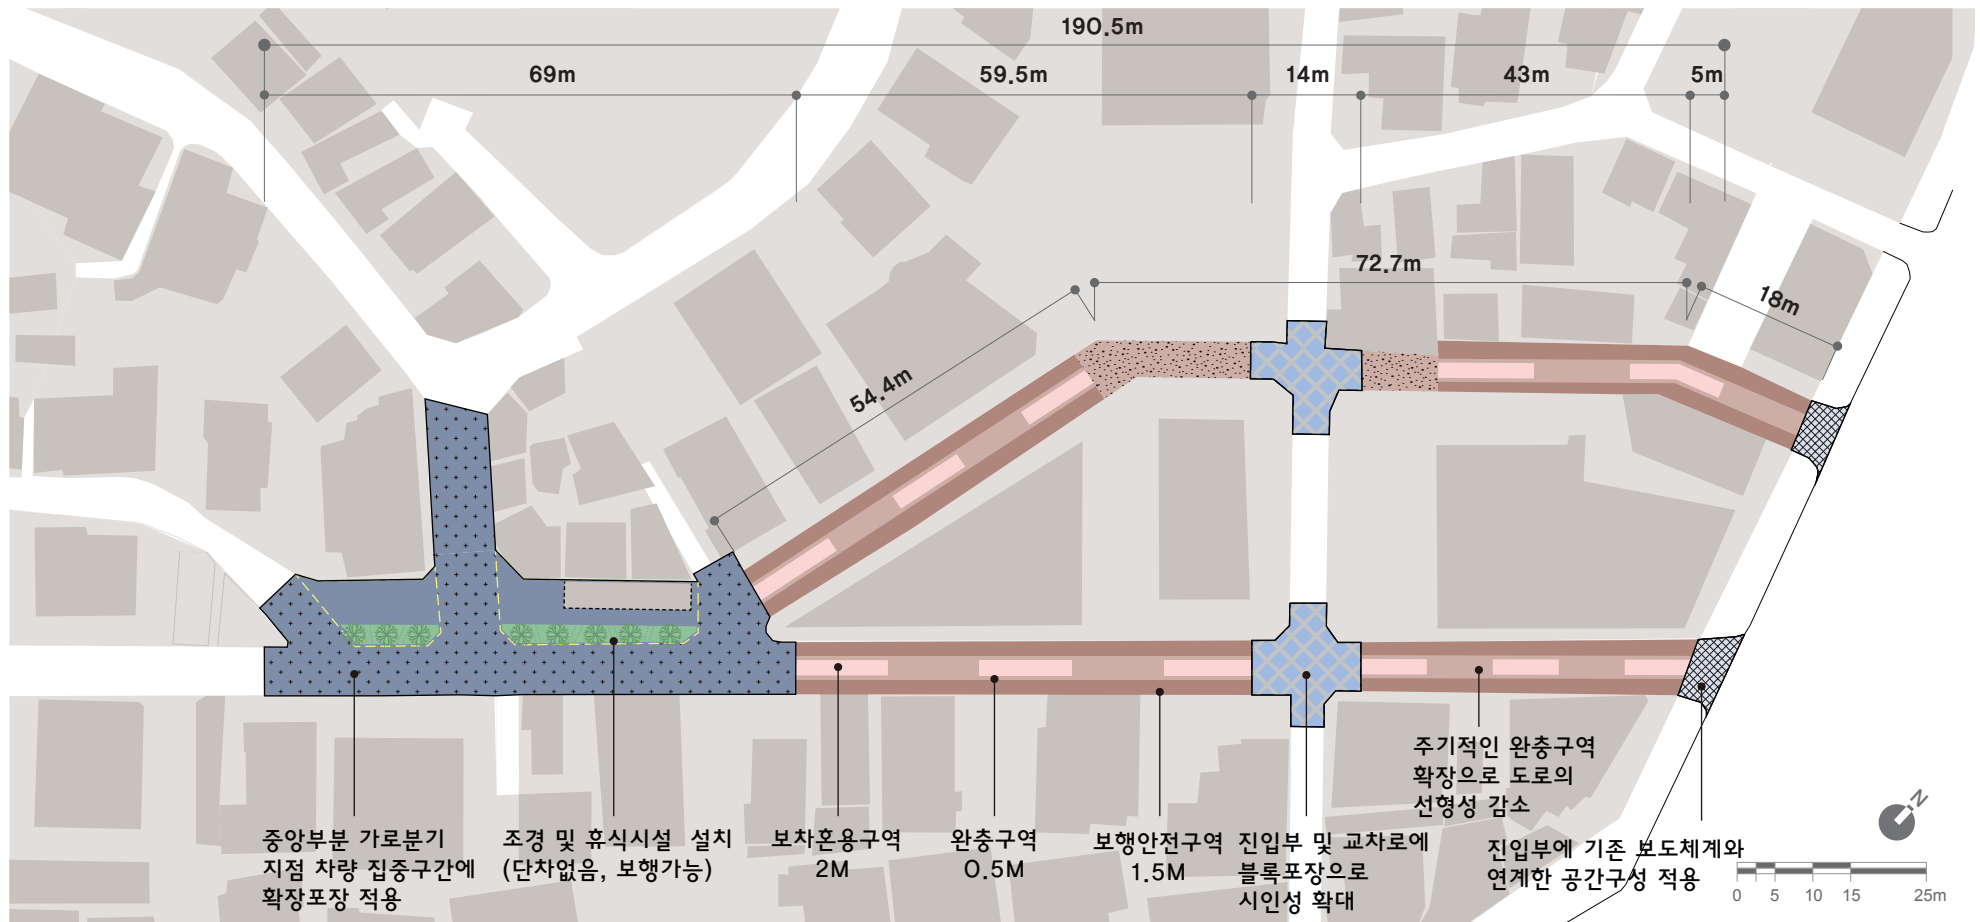 190.5m
69m
59.5m
14m
43m
5m
72.7m
18m
54.4m
중앙부분 가로분기
지점 차량 집중구간에
확장포장 적용
조경 및 휴식시설 설치
(단차없음, 보행가능)
보차혼용구역
2M
완충구역
0.5M
보행안전구역
1.5M
진입부 및 교차로에
블록포장으로
시인성 확대
주기적인 완충구역
확장으로 도로의
선형성 감소
진입부에 기존 보도체계와
연계한 공간구성 적용
N
0 5 10 15 25m